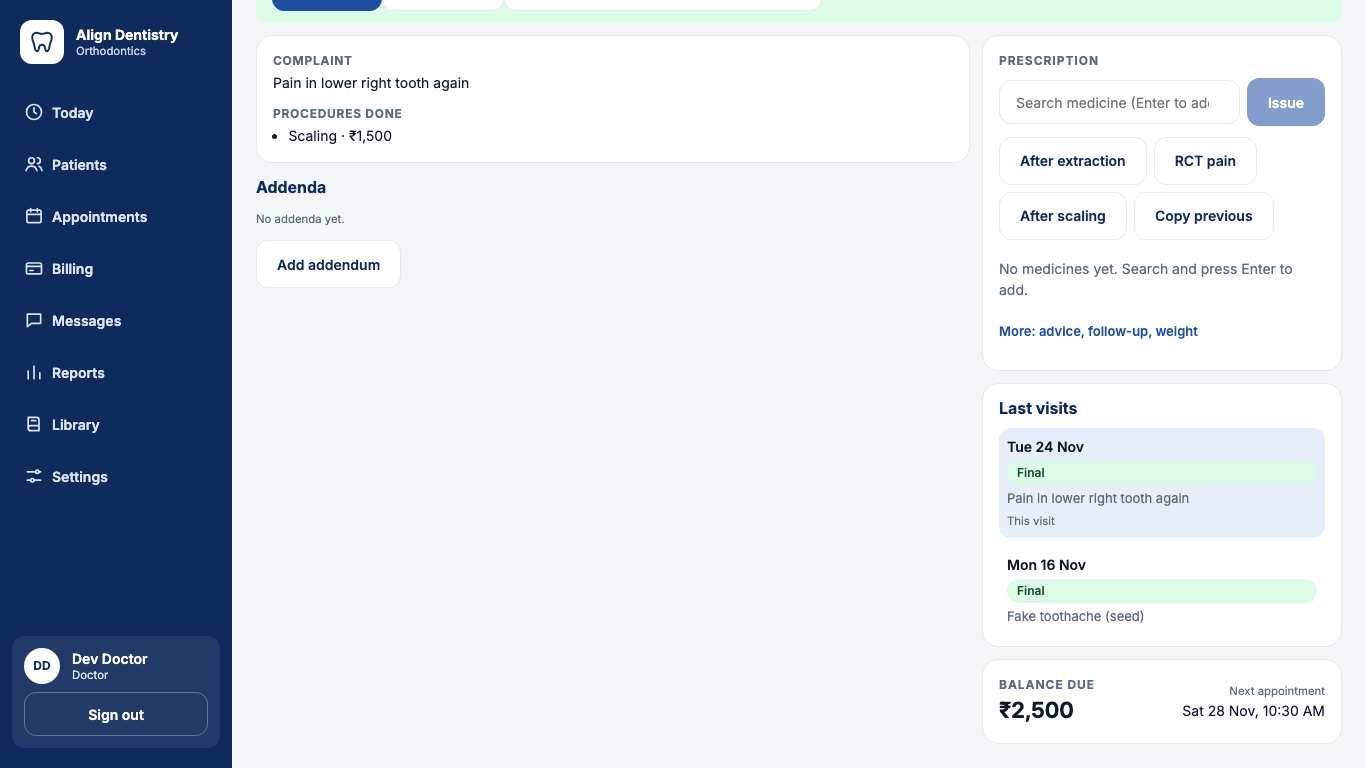 Align Dentistry
Orthodontics
Today
Patients
Appointments
Billing
Messages
Reports
Library
Settings
DD
Dev Doctor
Doctor
Sign out
COMPLAINT
Pain in lower right tooth again
PROCEDURES DONE
• Scaling · ₹1,500
Addenda
No addenda yet.
Add addendum
PRESCRIPTION
Search medicine (Enter to ad
Issue
After extraction
RCT pain
After scaling
Copy previous
No medicines yet. Search and press Enter to
add.
More: advice, follow-up, weight
Last visits
Tue 24 Nov
Final
Pain in lower right tooth again
This visit
Mon 16 Nov
Final
Fake toothache (seed)
BALANCE DUE
₹2,500
Next appointment
Sat 28 Nov, 10:30 AM